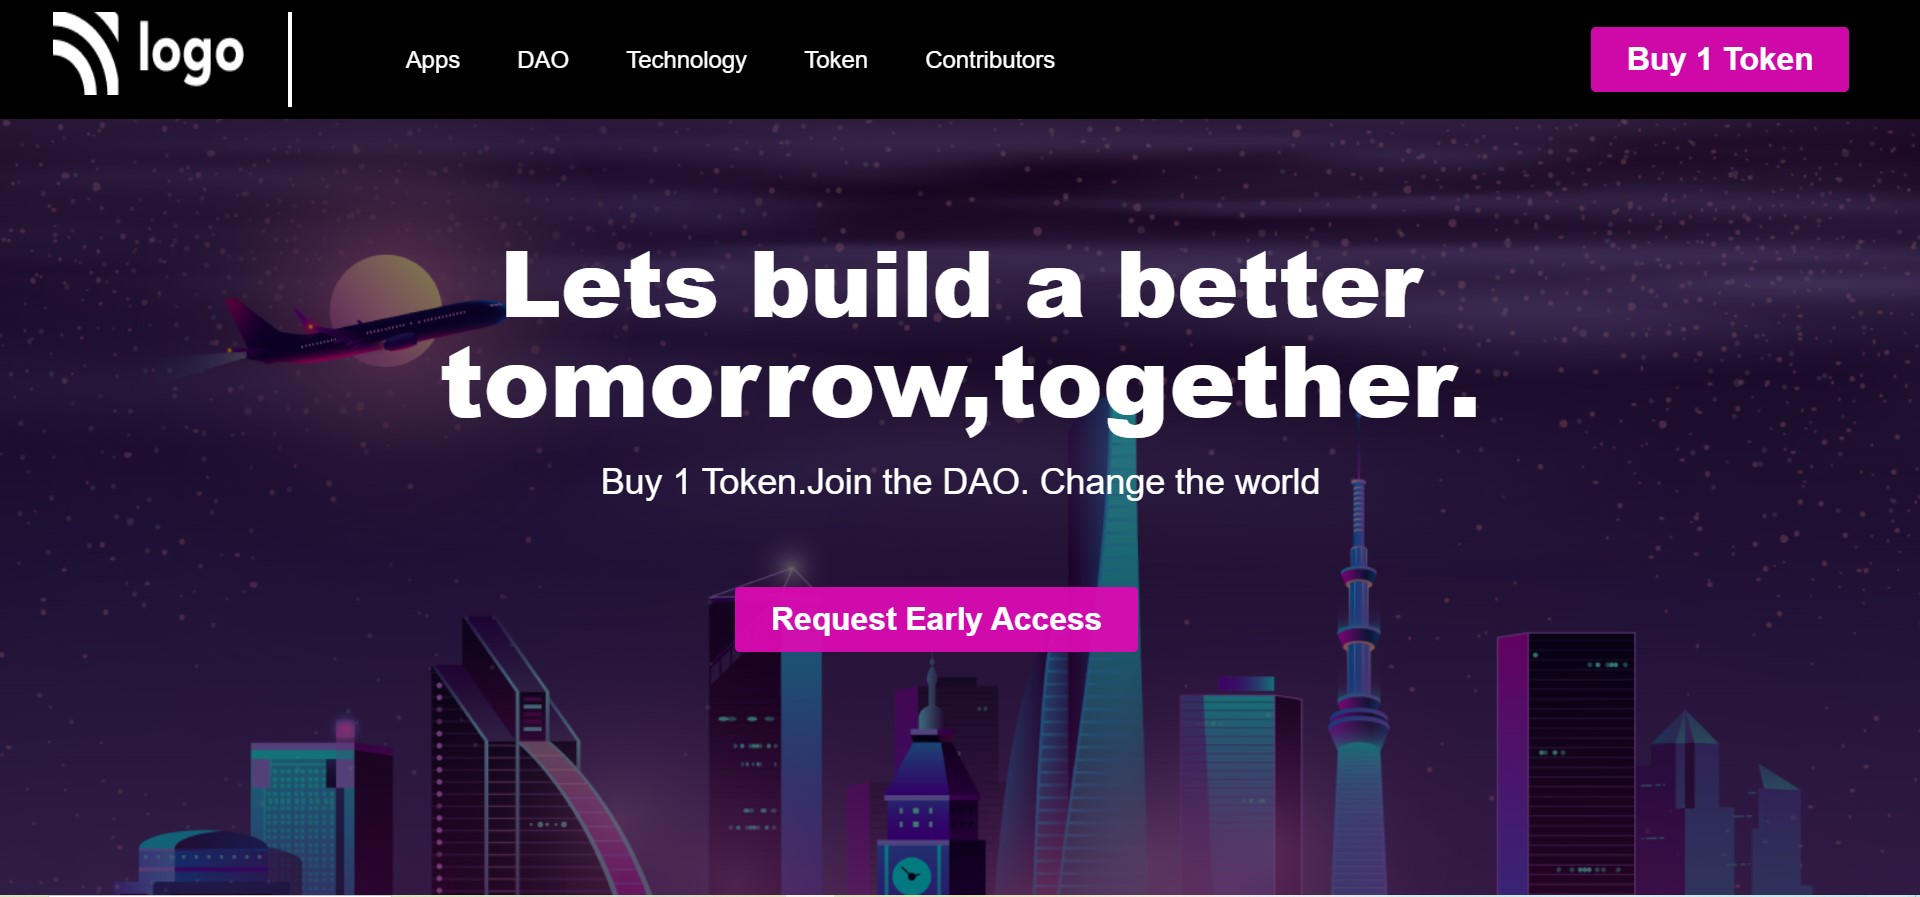 logo
Apps DAO Technology Token Contributors
Buy 1 Token
Lets build a better
tomorrow,together.
Buy 1 Token.Join the DAO. Change the world
Request Early Access